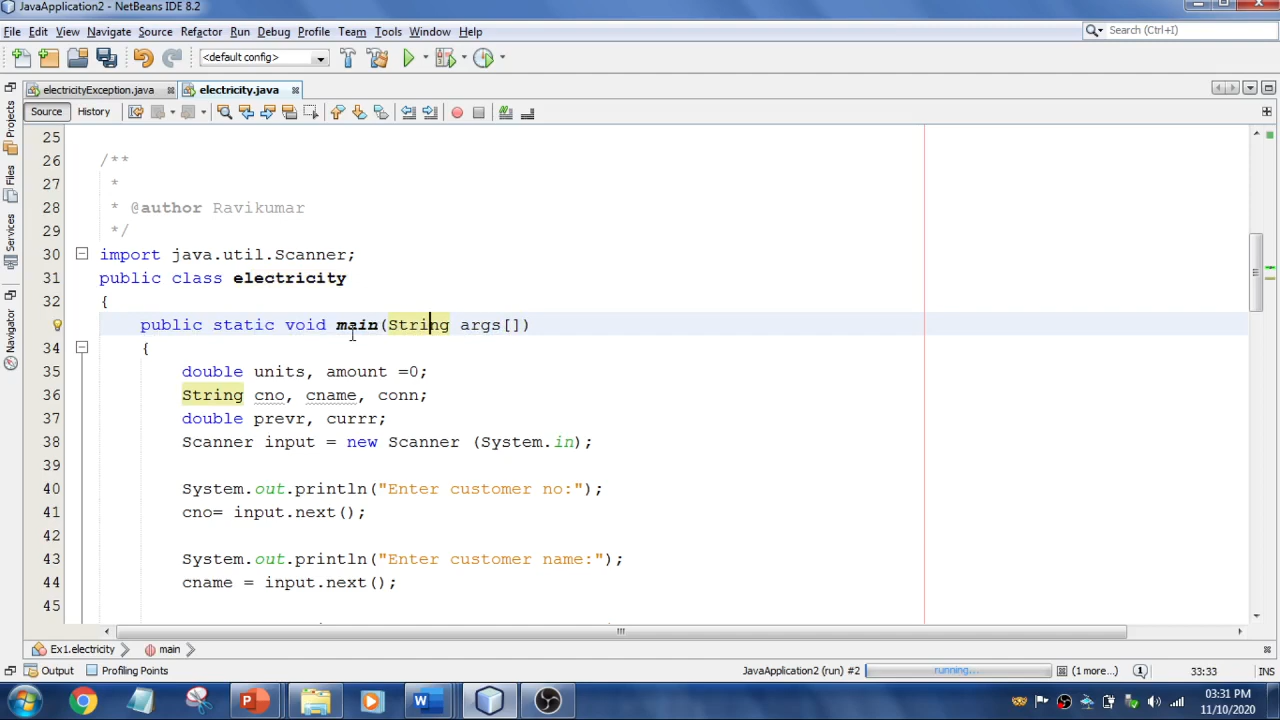 JavaApplication2 - NetBeans IDE 8.2
File Edit View Navigate Source Refactor Run Debug Profile Team Tools Window Help
Search (Ctrl+I)
<default config>
electricityException.java
electricity.java
Source History
Projects
Files
Services
Navigator
25
26 /**
27 *
28 * @author Ravikumar
29 */
30 import java.util.Scanner;
31 public class electricity
32 {
33 public static void main(String args[])
34 {
35 double units, amount =0;
36 String cno, cname, conn;
37 double prevr, currr;
38 Scanner input = new Scanner (System.in);
39
40 System.out.println("Enter customer no:");
41 cno= input.next();
42
43 System.out.println("Enter customer name:");
44 cname = input.next();
45
Ex1.electricity main
Output Profiling Points JavaApplication2 (run) #2 running... (1 more...) 1 33:33 INS
03:31 PM
11/10/2020